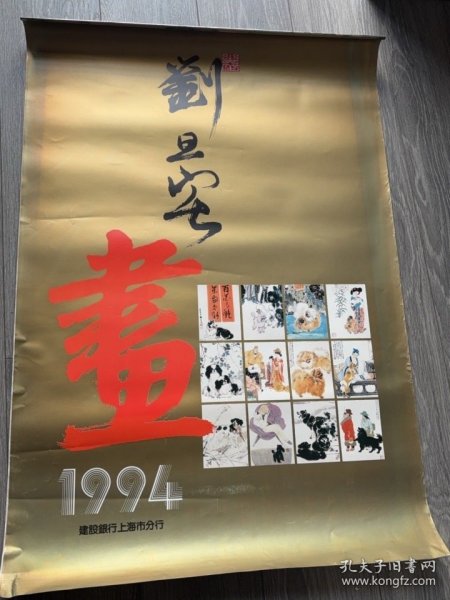 劉旦宅
畫
1994
建設銀行上海市分行
孔夫子旧書网
www.kongfz.com